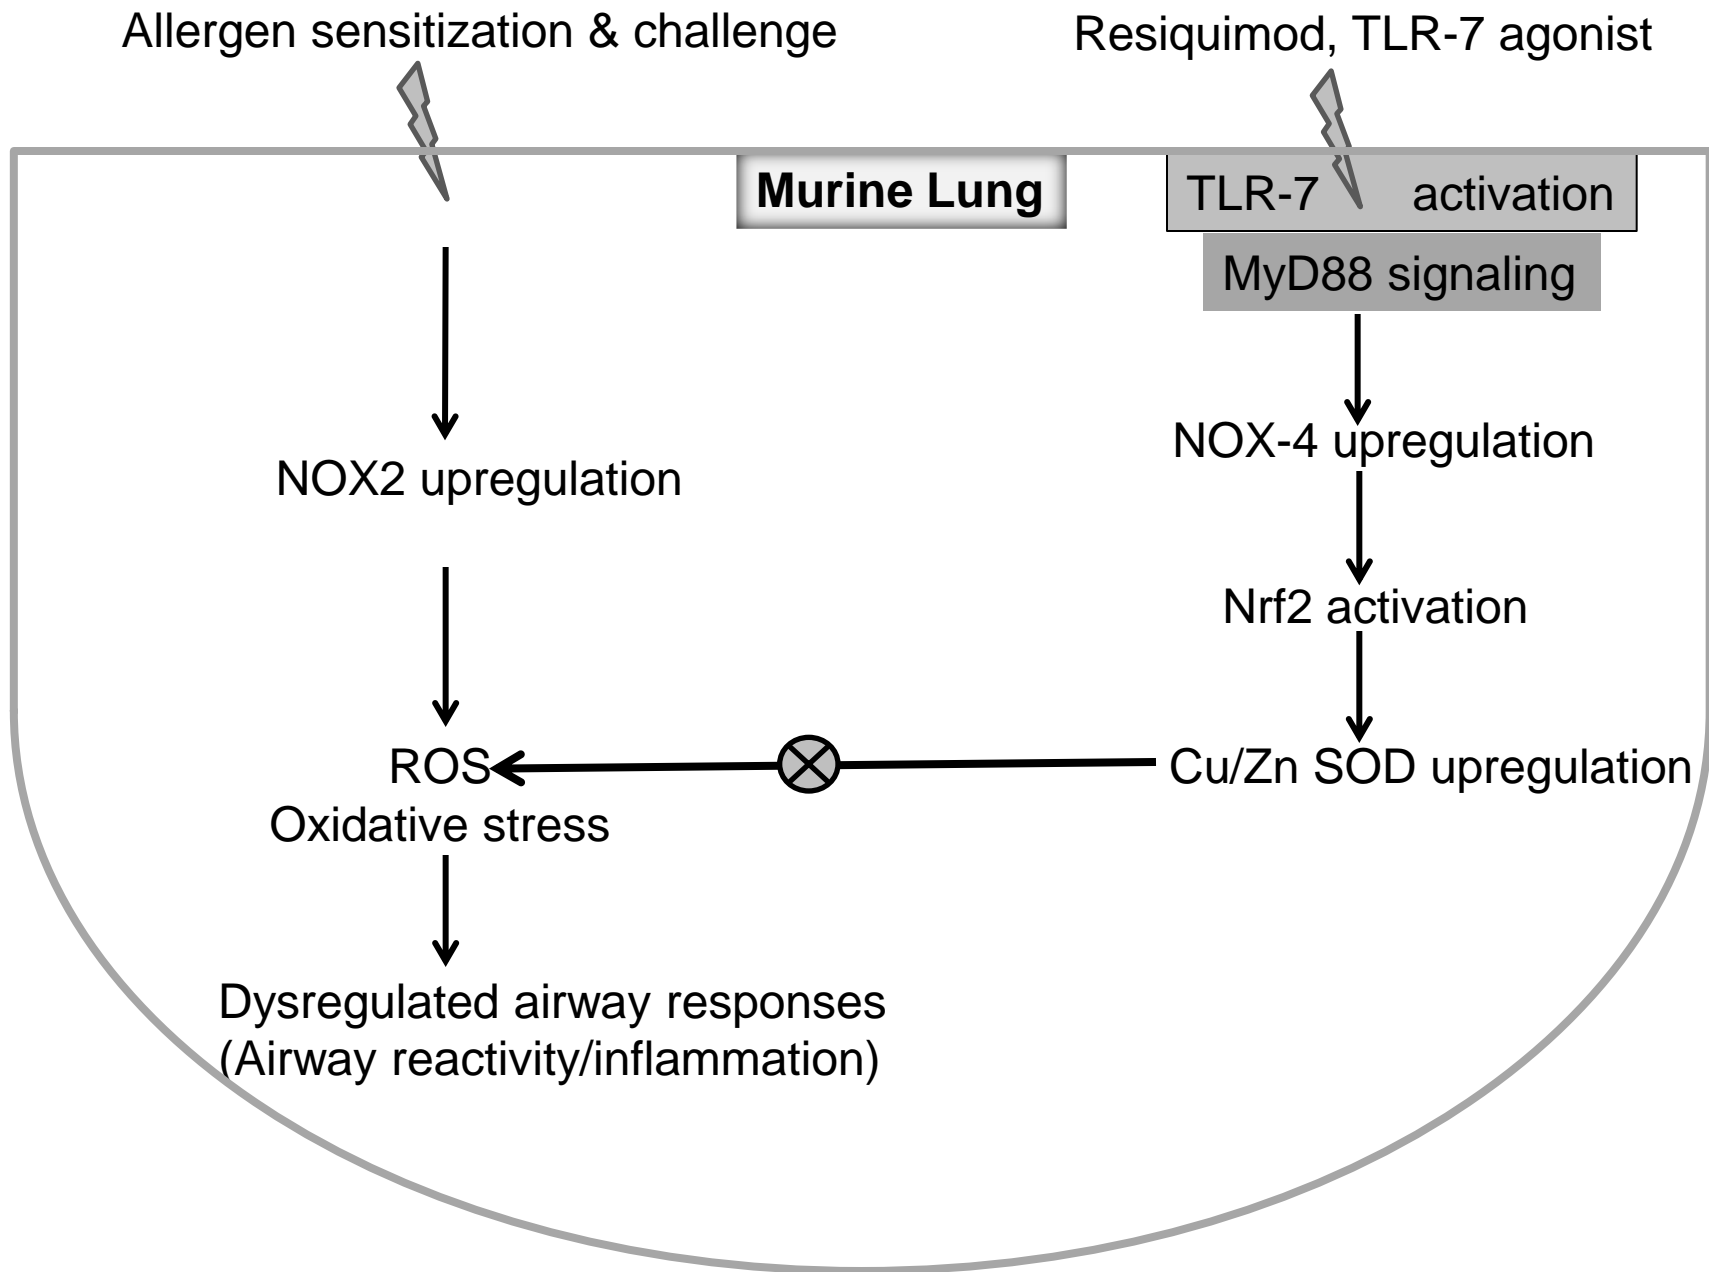 Allergen sensitization & challenge
Resiquimod, TLR-7 agonist
Murine Lung
TLR-7 activation
MyD88 signaling
NOX-4 upregulation
NOX2 upregulation
Nrf2 activation
ROS
Cu/Zn SOD upregulation
Oxidative stress
Dysregulated airway responses
(Airway reactivity/inflammation)